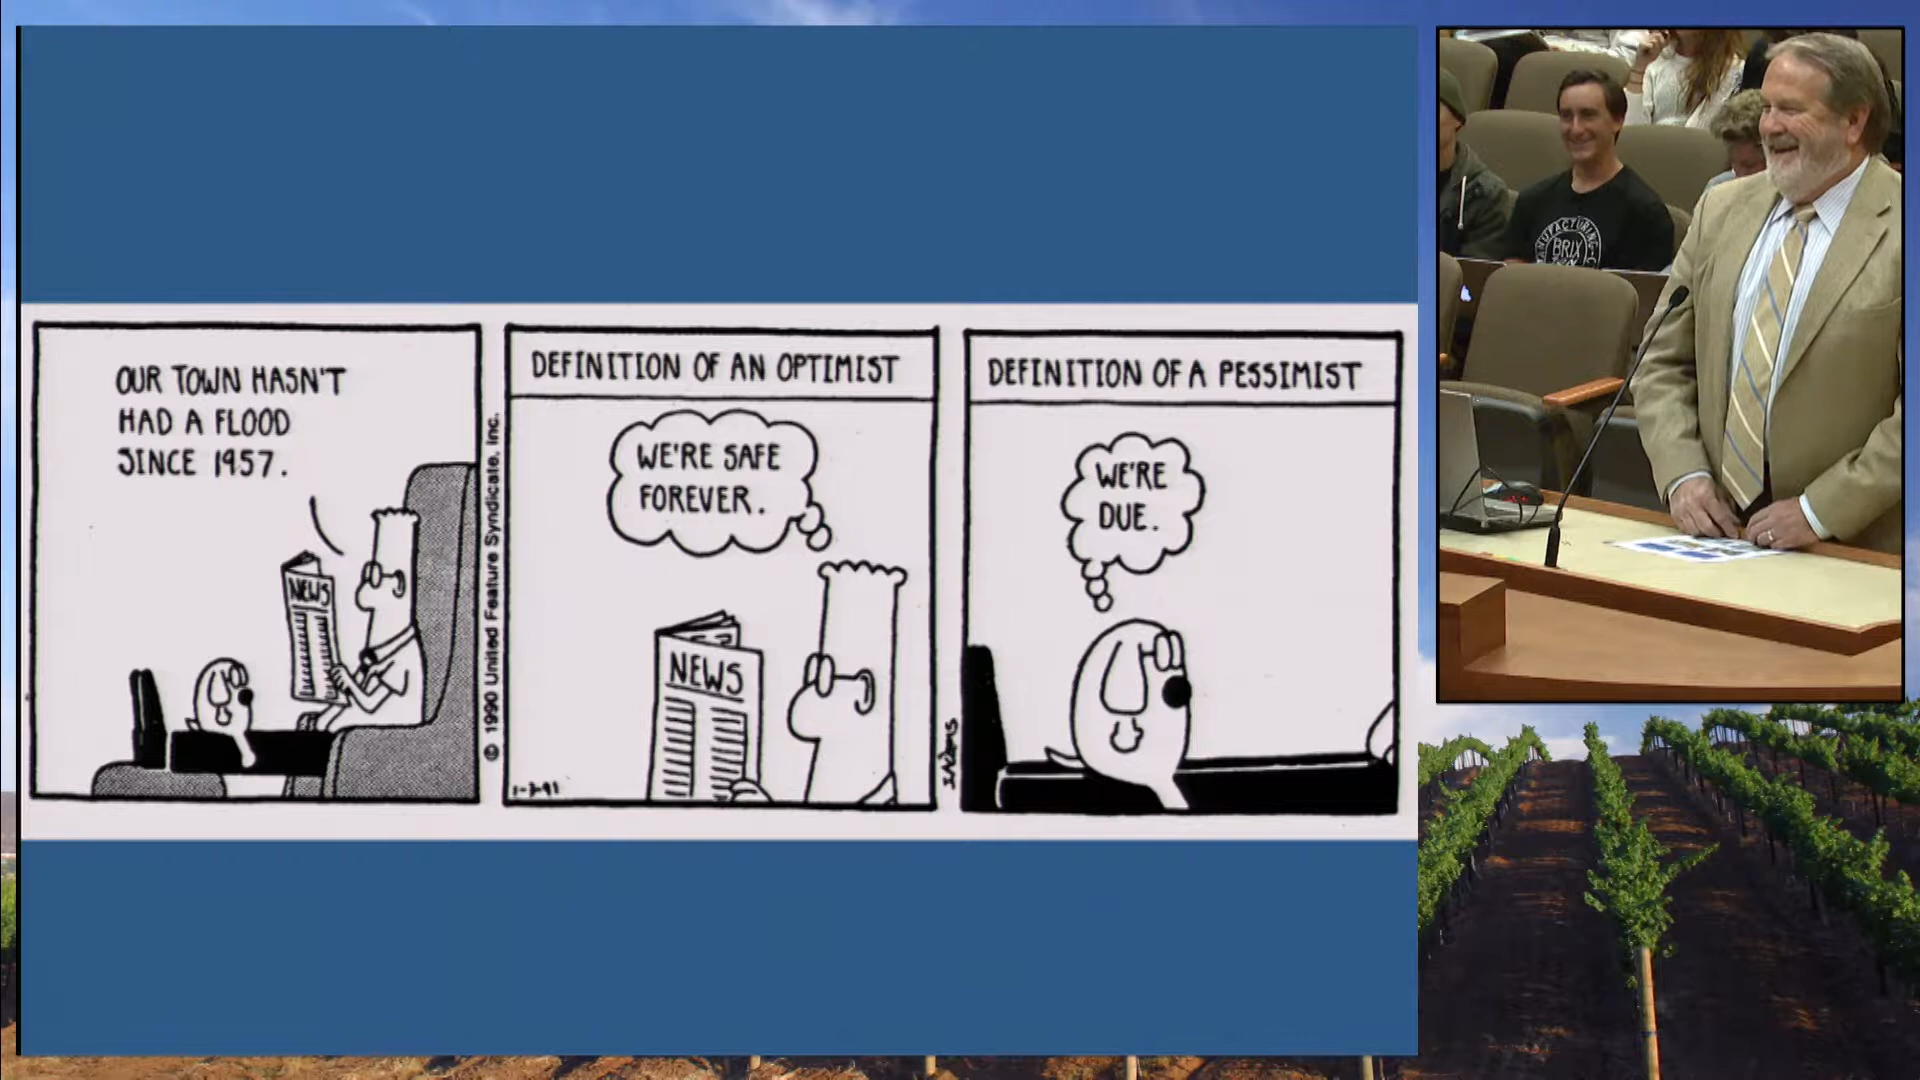 OUR TOWN HASN'T
HAD A FLOOD
SINCE 1957.
NEWS
© 1990 United Feature Syndicate, Inc.
DEFINITION OF AN OPTIMIST
WE'RE SAFE
FOREVER.
NEWS
1-3-91
S.ADAMS
DEFINITION OF A PESSIMIST
WE'RE
DUE.
BRIX